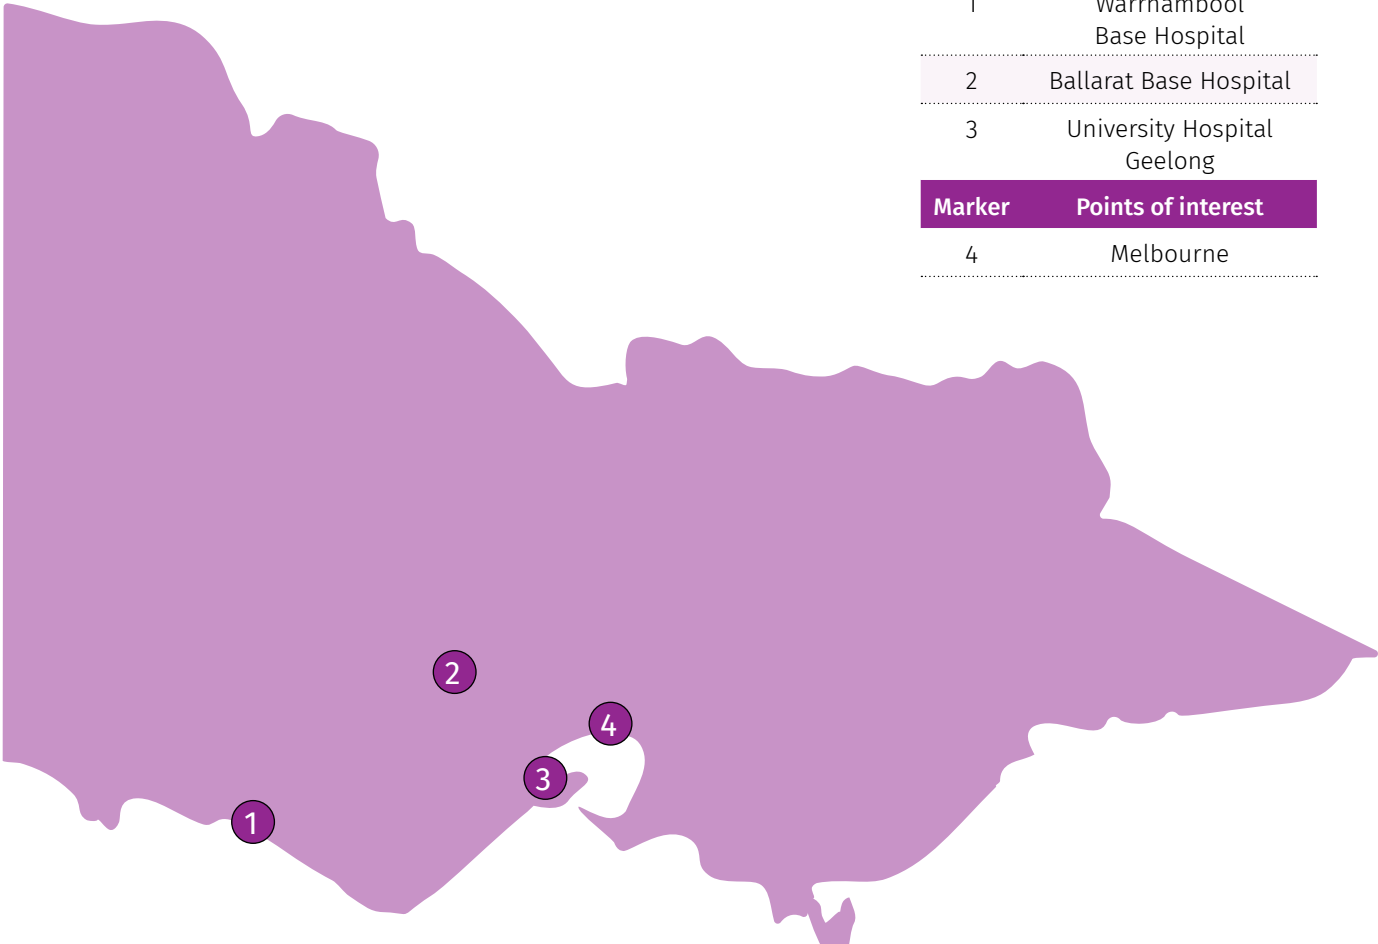 1 Warrnambool
Base Hospital
2 Ballarat Base Hospital
3 University Hospital
Geelong
Marker Points of interest
4 Melbourne
2
4
3
1